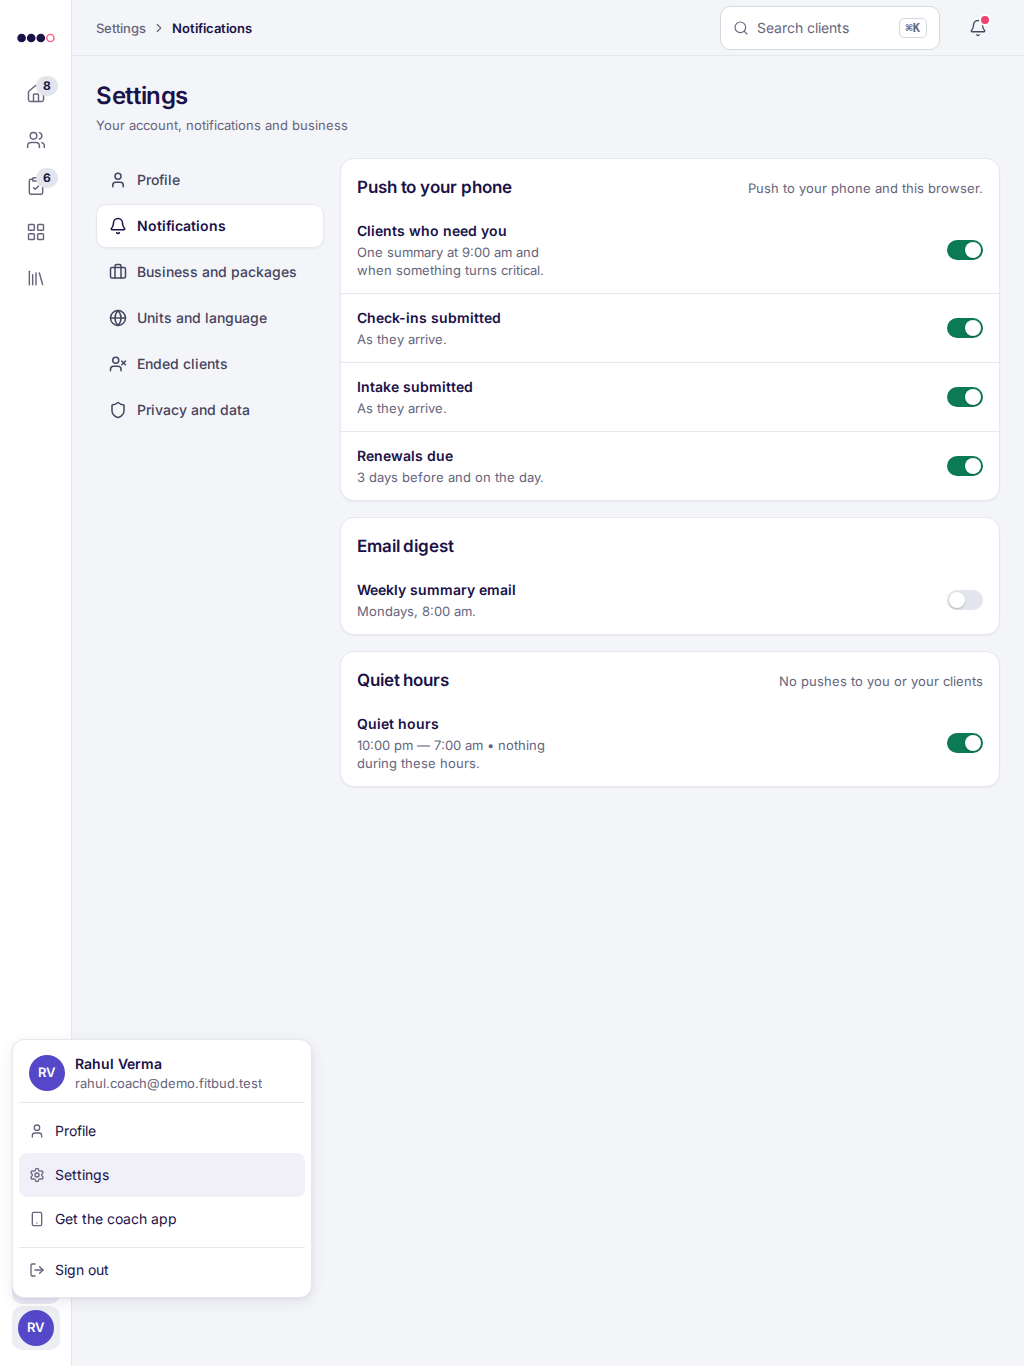 Settings > Notifications
Search clients ⌘K
8
6
Settings
Your account, notifications and business
Profile
Notifications
Business and packages
Units and language
Ended clients
Privacy and data
Push to your phone
Push to your phone and this browser.
Clients who need you
One summary at 9:00 am and
when something turns critical.
Check-ins submitted
As they arrive.
Intake submitted
As they arrive.
Renewals due
3 days before and on the day.
Email digest
Weekly summary email
Mondays, 8:00 am.
Quiet hours
No pushes to you or your clients
Quiet hours
10:00 pm — 7:00 am • nothing
during these hours.
RV
Rahul Verma
rahul.coach@demo.fitbud.test
Profile
Settings
Get the coach app
Sign out
RV